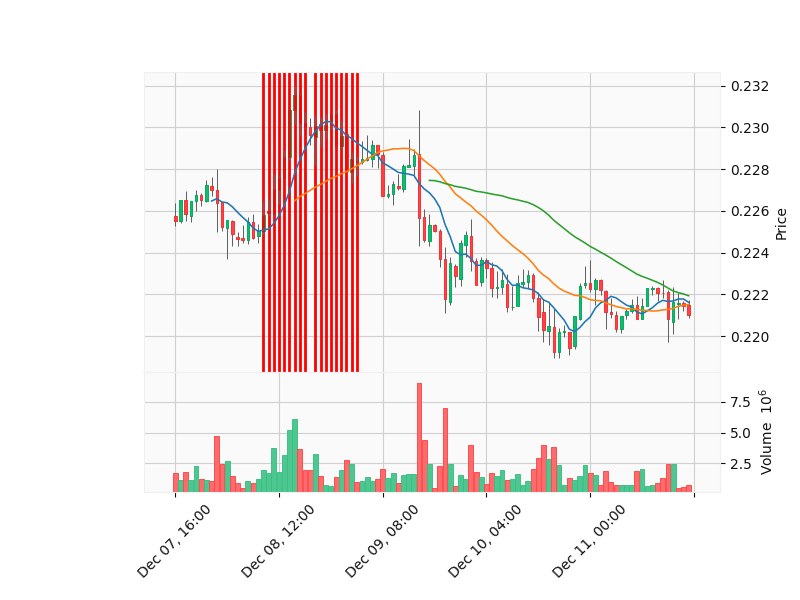 0.232
0.230
0.228
0.226
0.224
0.222
0.220
Price
7.5
5.0
2.5
Volume 10^6
Dec 07, 16:00
Dec 08, 12:00
Dec 09, 08:00
Dec 10, 04:00
Dec 11, 00:00